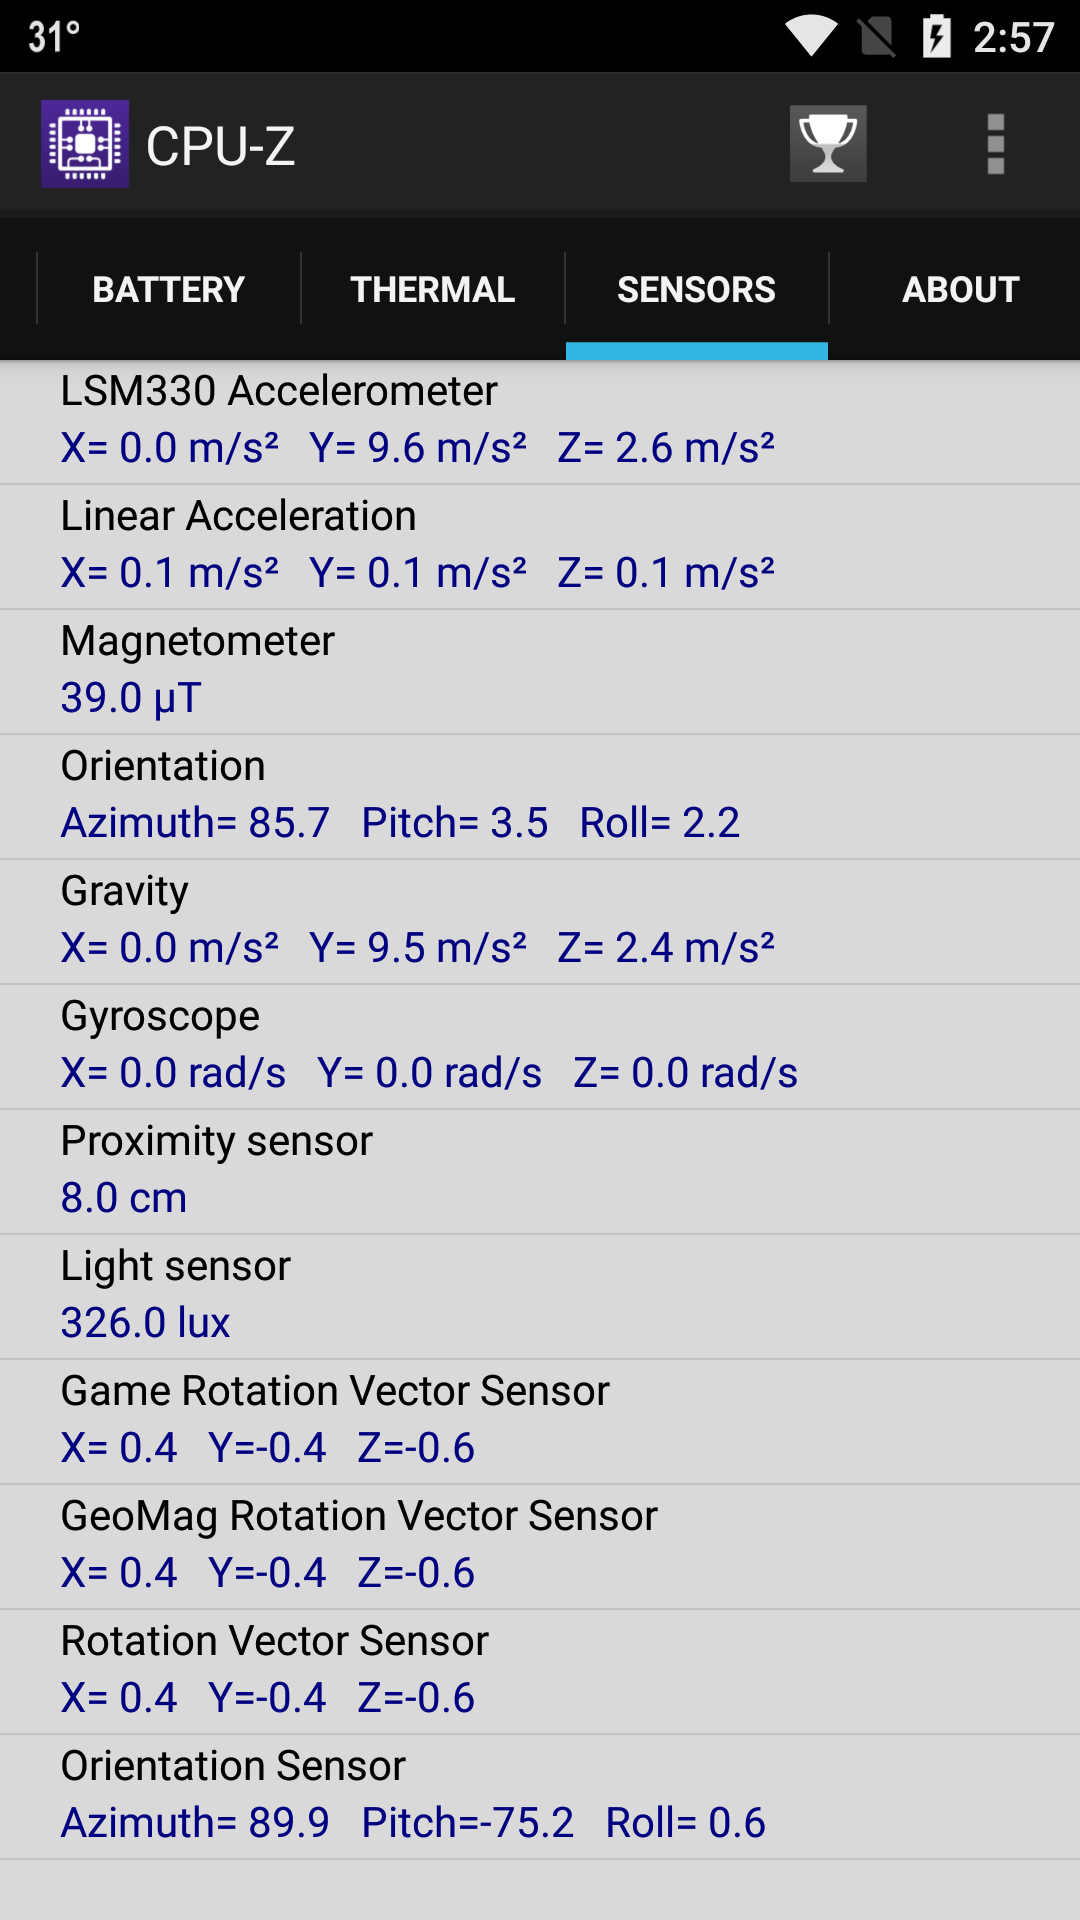 31° 2:57
CPU-Z
BATTERY THERMAL SENSORS ABOUT
LSM330 Accelerometer
X= 0.0 m/s² Y= 9.6 m/s² Z= 2.6 m/s²
Linear Acceleration
X= 0.1 m/s² Y= 0.1 m/s² Z= 0.1 m/s²
Magnetometer
39.0 μT
Orientation
Azimuth= 85.7 Pitch= 3.5 Roll= 2.2
Gravity
X= 0.0 m/s² Y= 9.5 m/s² Z= 2.4 m/s²
Gyroscope
X= 0.0 rad/s Y= 0.0 rad/s Z= 0.0 rad/s
Proximity sensor
8.0 cm
Light sensor
326.0 lux
Game Rotation Vector Sensor
X= 0.4 Y=-0.4 Z=-0.6
GeoMag Rotation Vector Sensor
X= 0.4 Y=-0.4 Z=-0.6
Rotation Vector Sensor
X= 0.4 Y=-0.4 Z=-0.6
Orientation Sensor
Azimuth= 89.9 Pitch=-75.2 Roll= 0.6